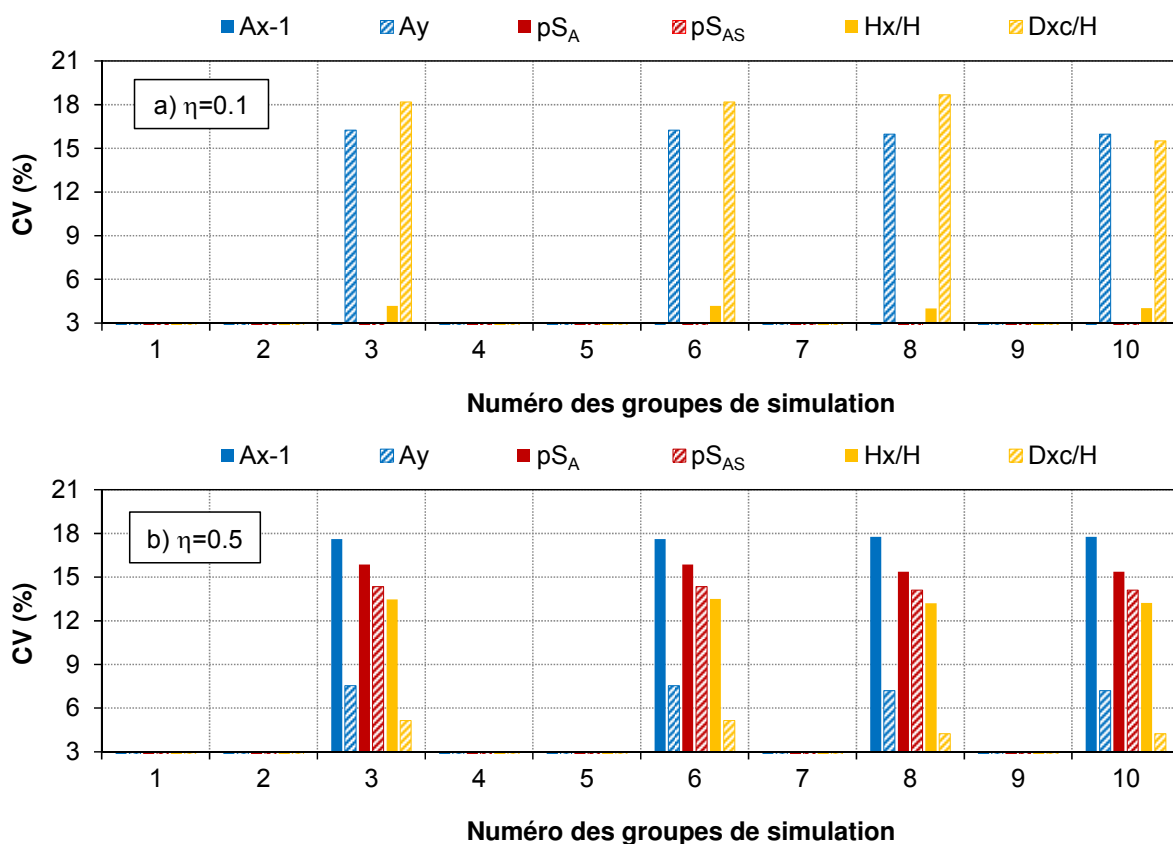 Ax-1 Ay pSA pSAS Hx/H Dxc/H
21
a) η=0.1
18
15
12
9
6
3
CV (%)
1 2 3 4 5 6 7 8 9 10
Numéro des groupes de simulation
Ax-1 Ay pSA pSAS Hx/H Dxc/H
21
18
b) η=0.5
15
12
9
6
3
CV (%)
1 2 3 4 5 6 7 8 9 10
Numéro des groupes de simulation